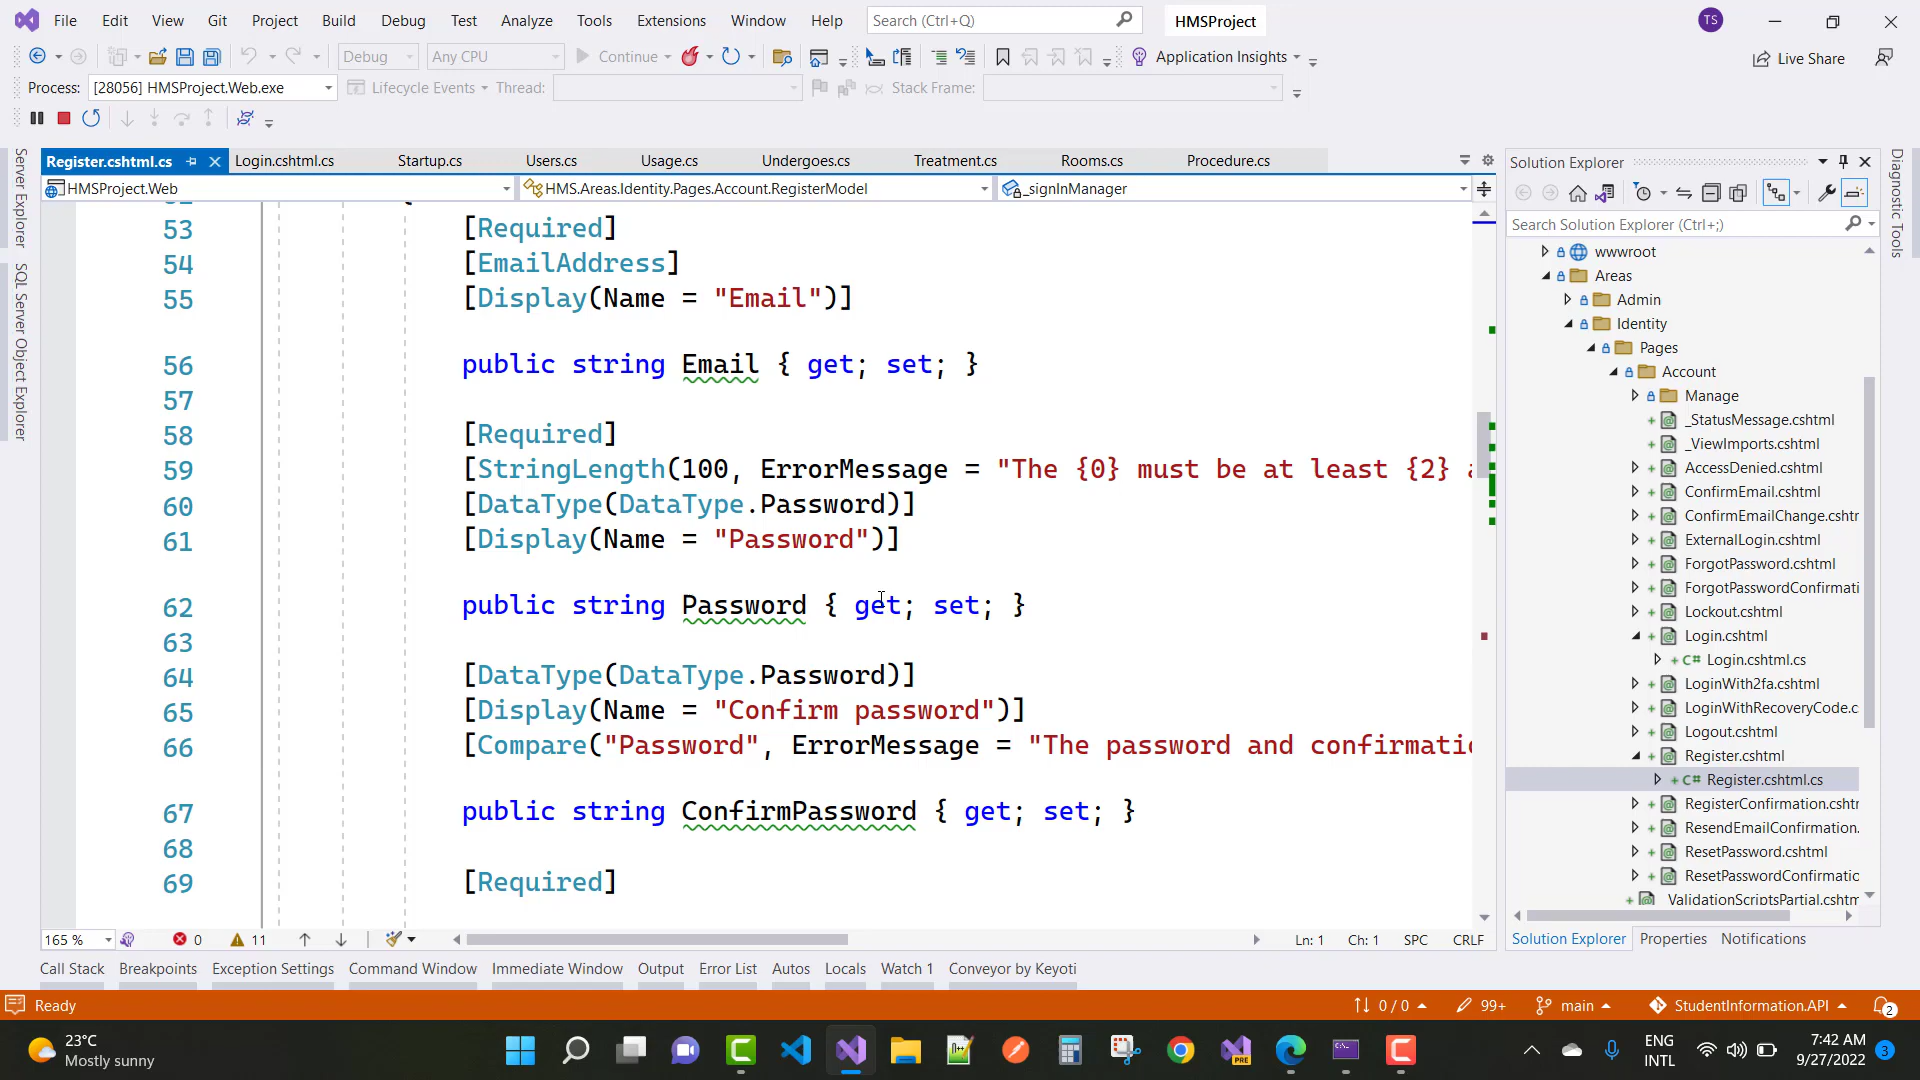 File Edit View Git Project Build Debug Test Analyze Tools Extensions Window Help Search (Ctrl+Q) HMSProject TS
Debug Any CPU Continue Application Insights Live Share
Process: [28056] HMSProject.Web.exe Lifecycle Events Thread: Stack Frame:
Server Explorer
SQL Server Object Explorer
Register.cshtml.cs Login.cshtml.cs Startup.cs Users.cs Usage.cs Undergoes.cs Treatment.cs Rooms.cs Procedure.cs
HMSProject.Web HMS.Areas.Identity.Pages.Account.RegisterModel _signInManager
53 [Required]
54 [EmailAddress]
55 [Display(Name = "Email")]
56 public string Email { get; set; }
57
58 [Required]
59 [StringLength(100, ErrorMessage = "The {0} must be at least {2} a
60 [DataType(DataType.Password)]
61 [Display(Name = "Password")]
62 public string Password { get; set; }
63
64 [DataType(DataType.Password)]
65 [Display(Name = "Confirm password")]
66 [Compare("Password", ErrorMessage = "The password and confirmatio
67 public string ConfirmPassword { get; set; }
68
69 [Required]
165 % 0 11 Ln: 1 Ch: 1 SPC CRLF
Solution Explorer
Search Solution Explorer (Ctrl+;)
wwwroot
Areas
Admin
Identity
Pages
Account
Manage
_StatusMessage.cshtml
_ViewImports.cshtml
AccessDenied.cshtml
ConfirmEmail.cshtml
ConfirmEmailChange.cshtr
ExternalLogin.cshtml
ForgotPassword.cshtml
ForgotPasswordConfirmati
Lockout.cshtml
Login.cshtml
C# Login.cshtml.cs
LoginWith2fa.cshtml
LoginWithRecoveryCode.c
Logout.cshtml
Register.cshtml
C# Register.cshtml.cs
RegisterConfirmation.cshtr
ResendEmailConfirmation.
ResetPassword.cshtml
ResetPasswordConfirmatic
ValidationScriptsPartial.cshtm
Solution Explorer Properties Notifications
Diagnostic Tools
Call Stack Breakpoints Exception Settings Command Window Immediate Window Output Error List Autos Locals Watch 1 Conveyor by Keyoti
Ready 0 / 0 99+ main StudentInformation.API 2
23°C
Mostly sunny
PRE
ENG
INTL
7:42 AM
9/27/2022
3